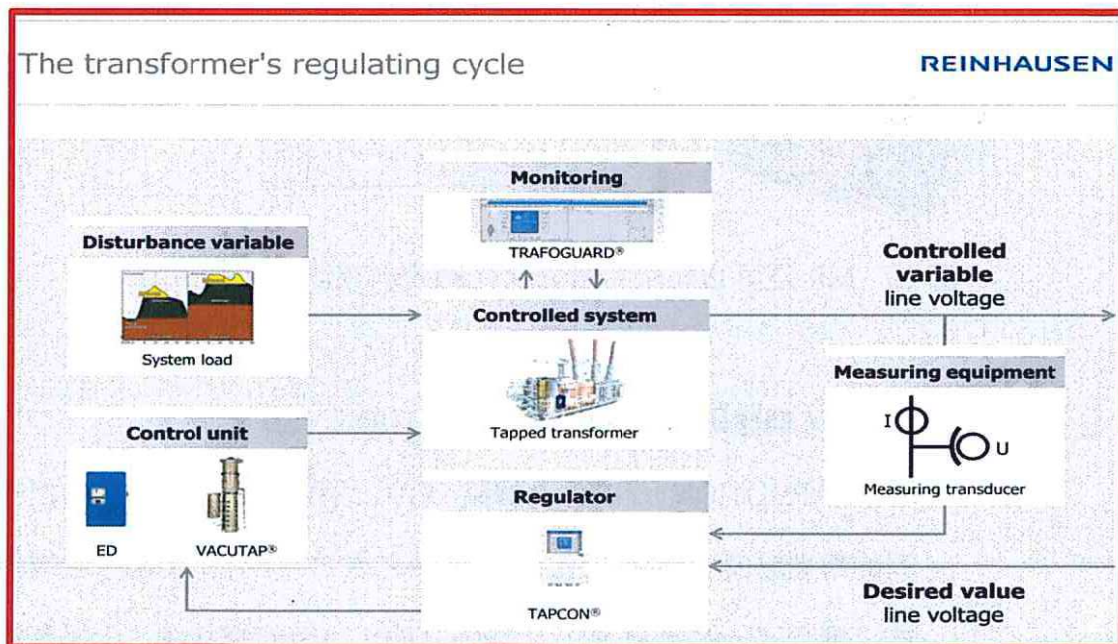 The transformer's regulating cycle
REINHAUSEN
Monitoring
TRAFOGUARD®
Disturbance variable
System load
Controlled system
Tapped transformer
Controlled
variable
line voltage
Measuring equipment
I
U
Measuring transducer
Control unit
ED
VACUTAP®
Regulator
TAPCON®
Desired value
line voltage